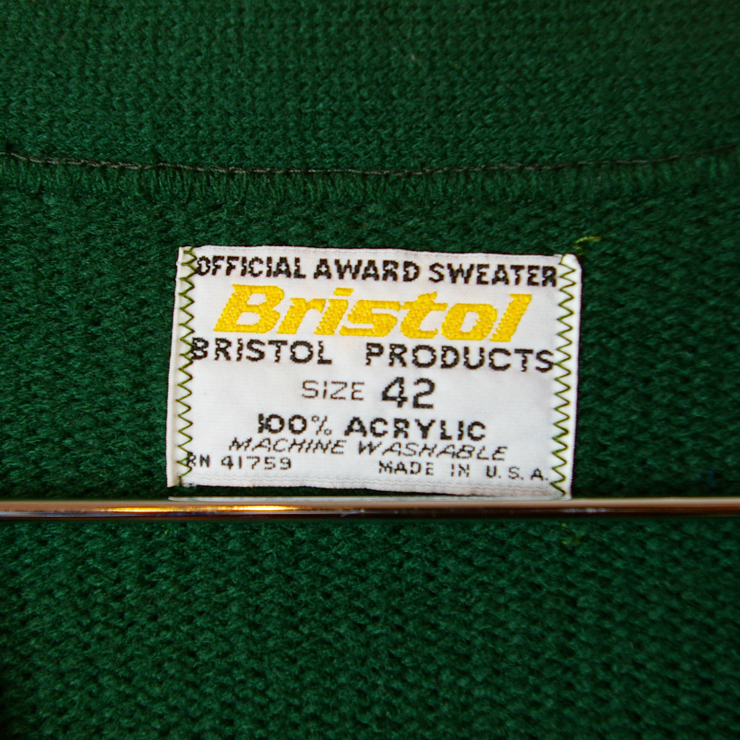 OFFICIAL AWARD SWEATER
Bristol
BRISTOL PRODUCTS
SIZE 42
100% ACRYLIC
MACHINE WASHABLE
RN 41759 MADE IN U.S.A.